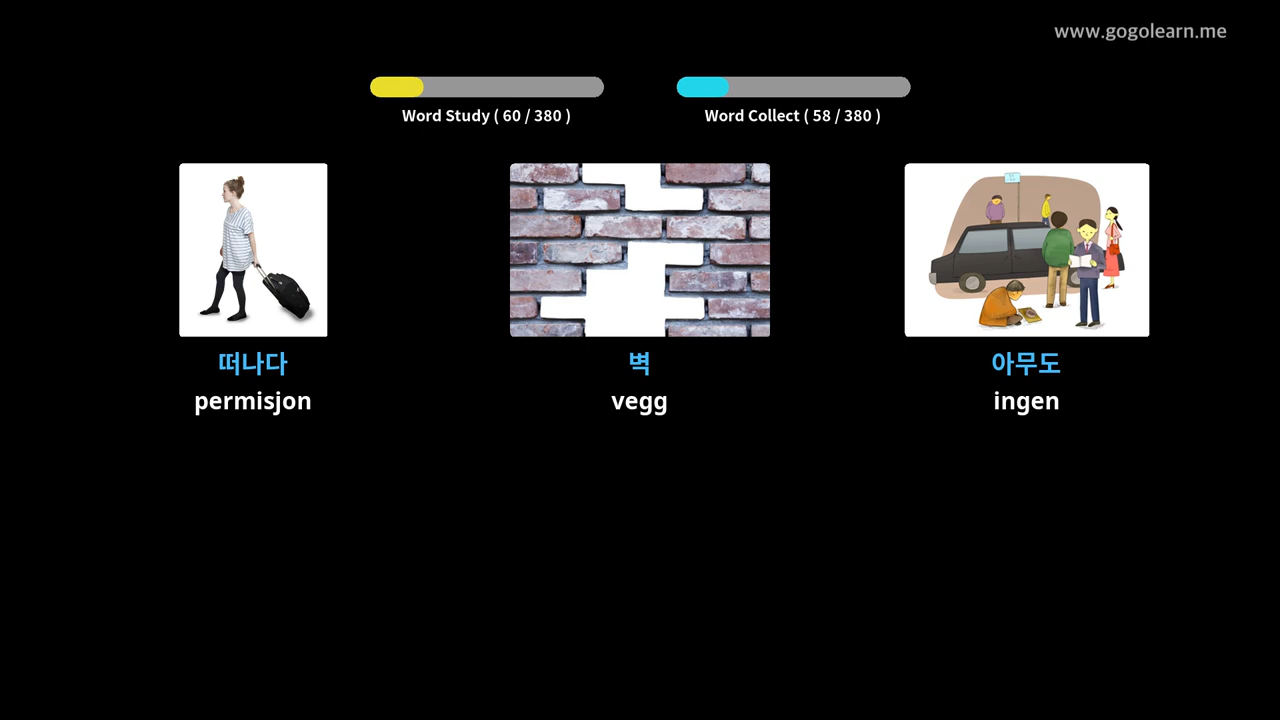 www.gogolearn.me
Word Study ( 60 / 380 )
Word Collect ( 58 / 380 )
떠나다
permisjon
벽
vegg
아무도
ingen